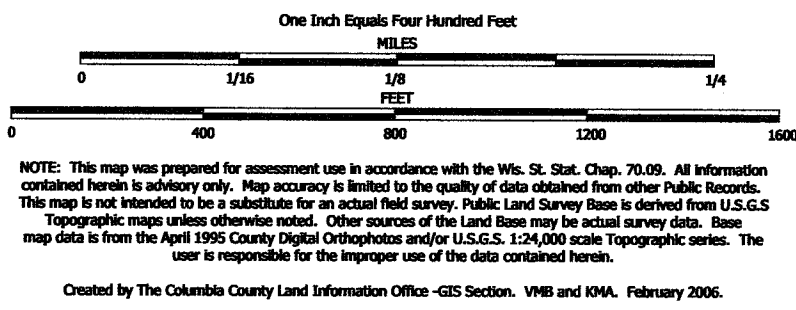 One Inch Equals Four Hundred Feet
MILES
0 1/16 1/8 1/4
FEET
0 400 800 1200 1600
NOTE: This map was prepared for assessment use in accordance with the Wis. St. Stat. Chap. 70.09. All information
contained herein is advisory only. Map accuracy is limited to the quality of data obtained from other Public Records.
This map is not intended to be a substitute for an actual field survey. Public Land Survey Base is derived from U.S.G.S
Topographic maps unless otherwise noted. Other sources of the Land Base may be actual survey data. Base
map data is from the April 1995 County Digital Orthophotos and/or U.S.G.S. 1:24,000 scale Topographic series. The
user is responsible for the improper use of the data contained herein.
Created by The Columbia County Land Information Office -GIS Section. VMB and KMA. February 2006.